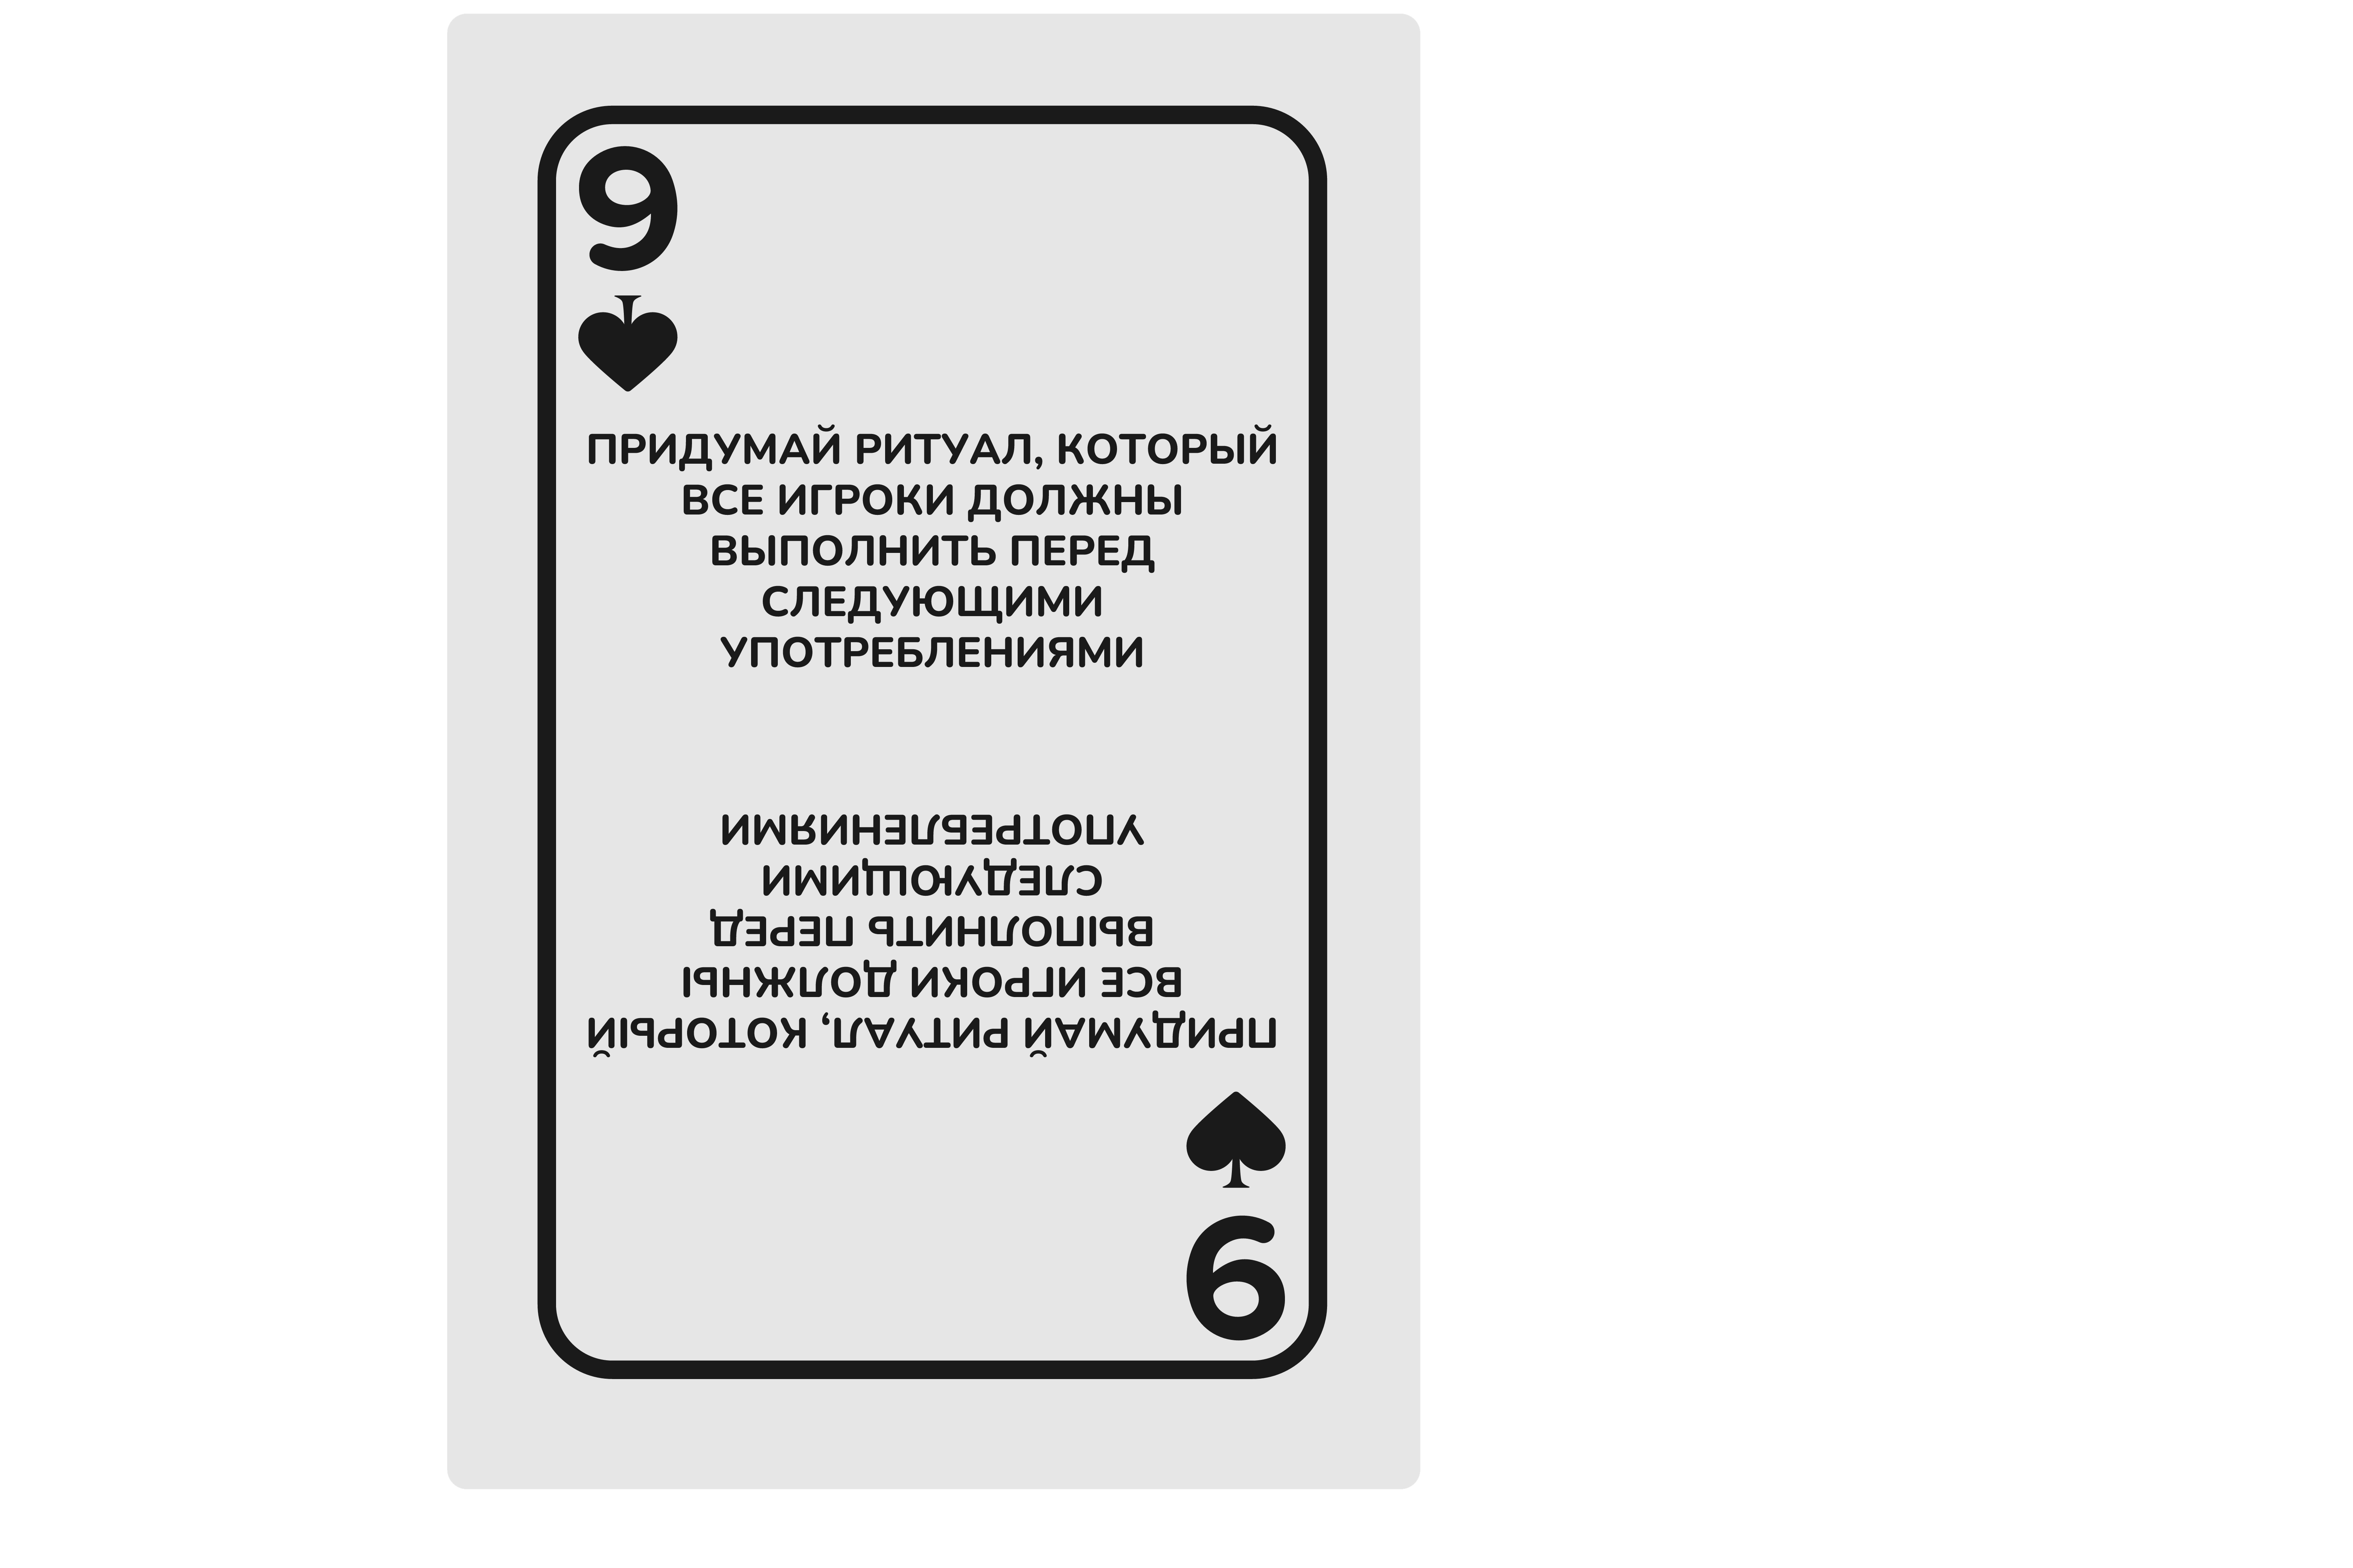 9
ПРИДУМАЙ РИТУАЛ, КОТОРЫЙ
ВСЕ ИГРОКИ ДОЛЖНЫ
ВЫПОЛНИТЬ ПЕРЕД
СЛЕДУЮЩИМИ
УПОТРЕБЛЕНИЯМИ
9
ПРИДУМАЙ РИТУАЛ, КОТОРЫЙ
ВСЕ ИГРОКИ ДОЛЖНЫ
ВЫПОЛНИТЬ ПЕРЕД
СЛЕДУЮЩИМИ
УПОТРЕБЛЕНИЯМИ